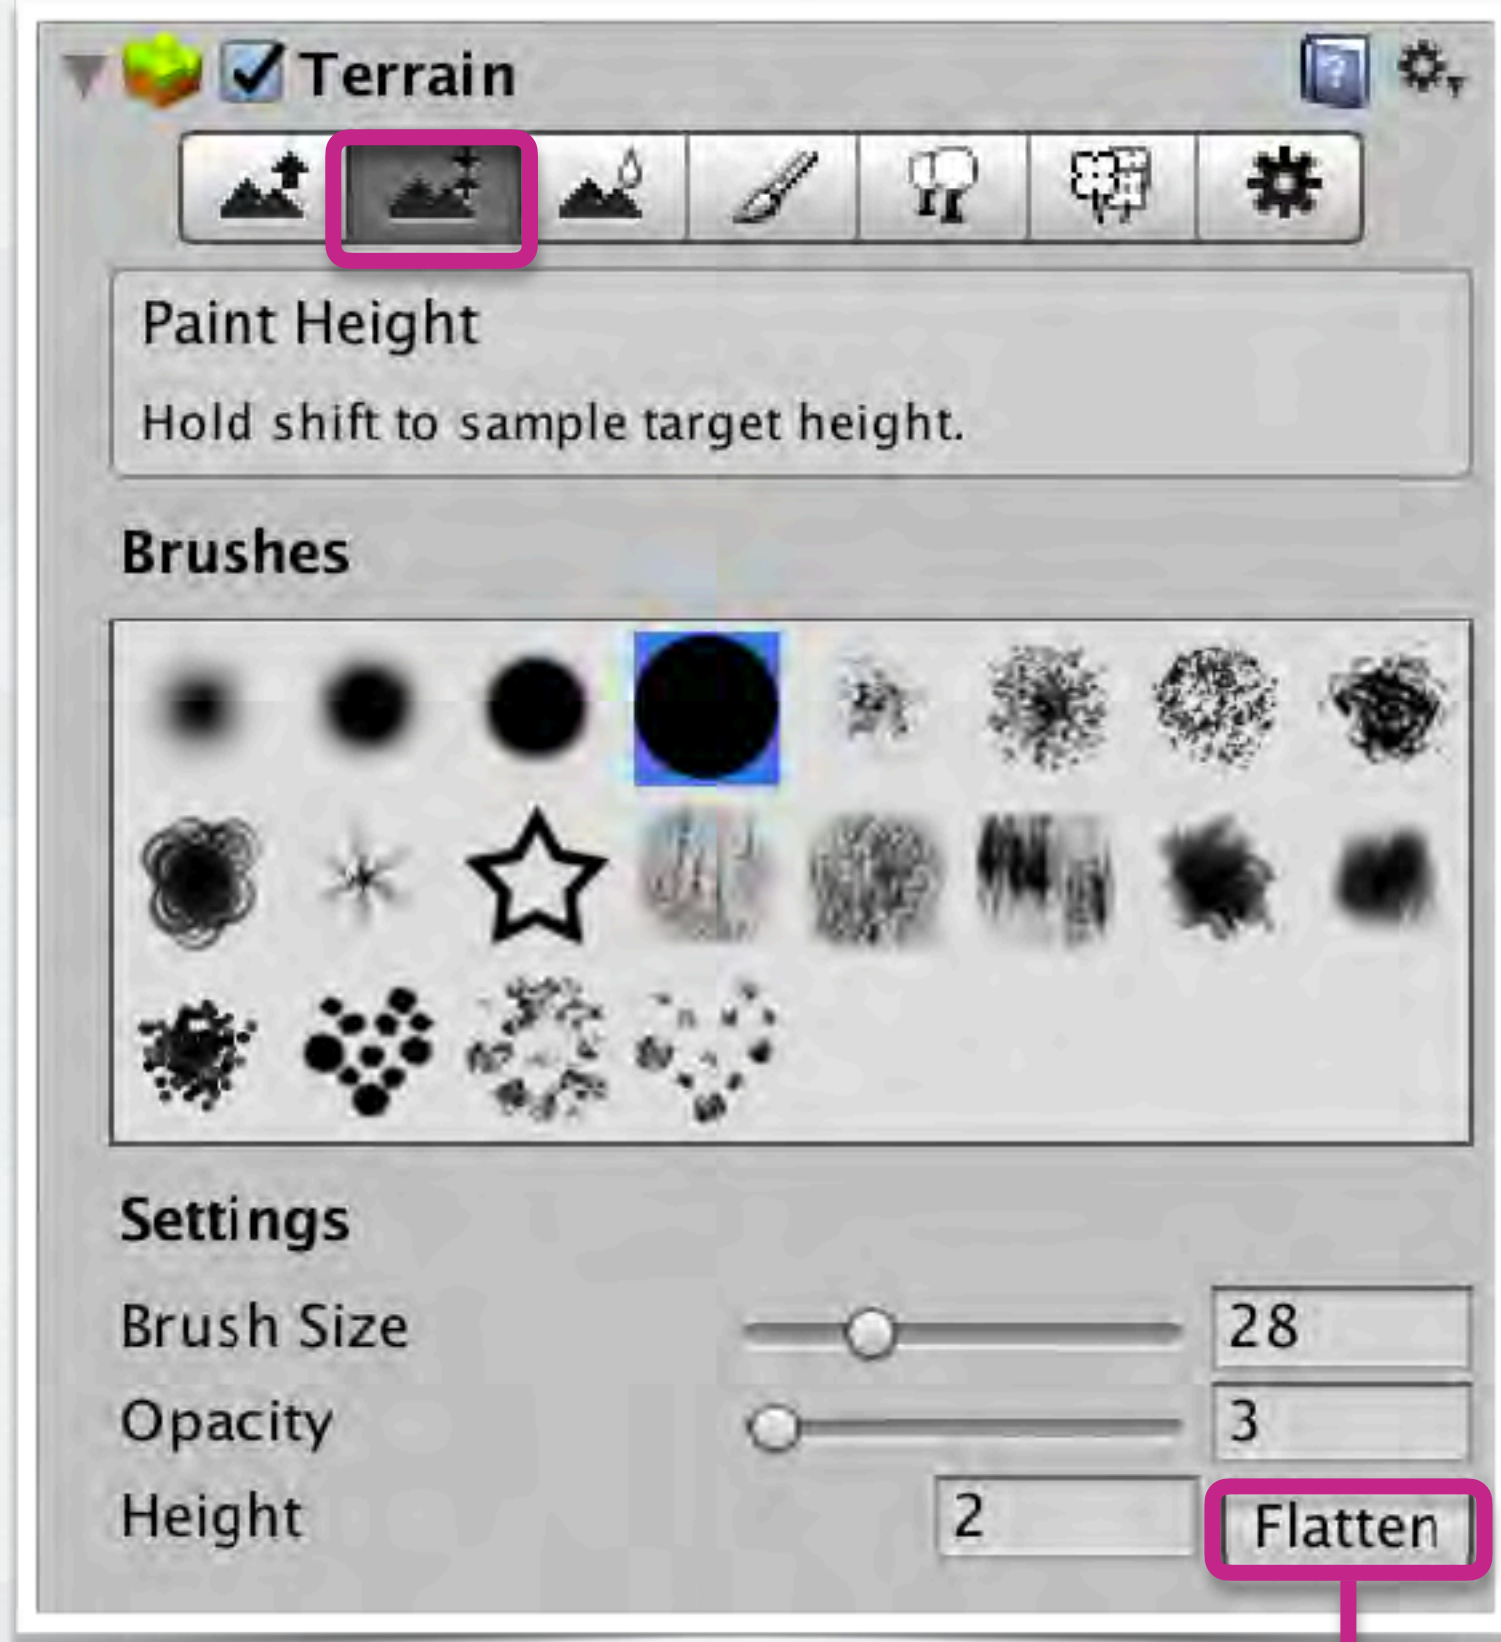 Terrain
Paint Height
Hold shift to sample target height.
Brushes
Settings
Brush Size 28
Opacity 3
Height 2 Flatten